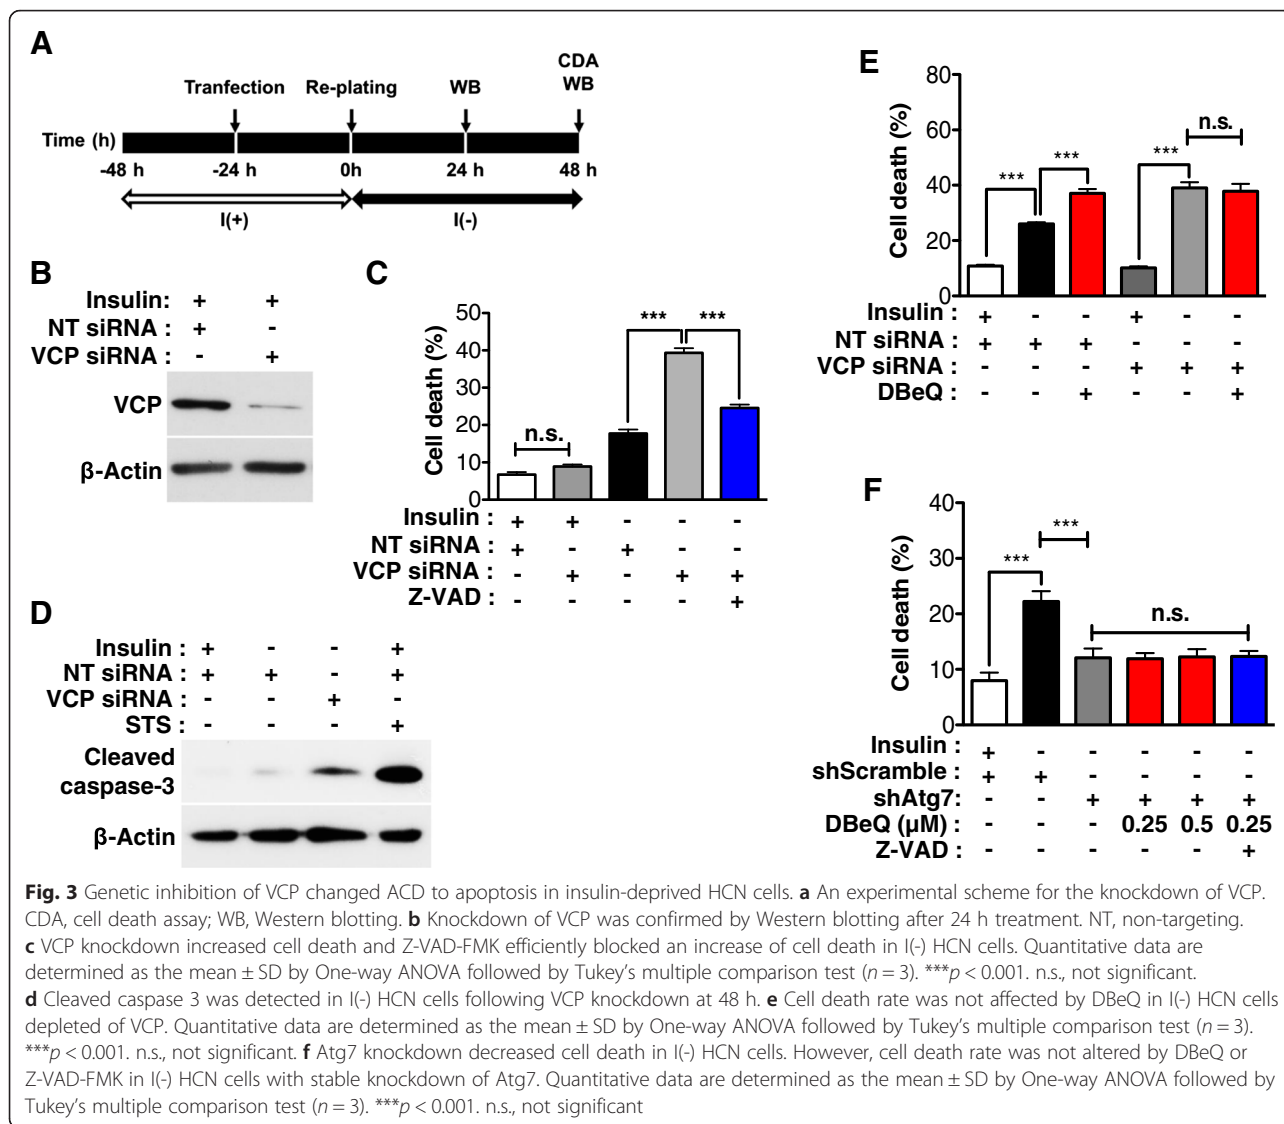 A
Tranfection Re-plating WB CDA WB
Time (h)
-48 h -24 h 0h 24 h 48 h
I(+) I(-)
B
Insulin: + +
NT siRNA : + -
VCP siRNA : - +
VCP
β-Actin
C
Cell death (%)
50
40
30
20
10
0
*** ***
n.s.
Insulin : + + - - -
NT siRNA : + - + - -
VCP siRNA : - + - + +
Z-VAD : - - - - +
D
Insulin : + - - +
NT siRNA : + + - +
VCP siRNA : - - + -
STS : - - - +
Cleaved
caspase-3
β-Actin
E
Cell death (%)
80
60
40
20
0
*** *** *** n.s.
Insulin : + - - + - -
NT siRNA : + + + - - -
VCP siRNA : - - - + + +
DBeQ : - - + - - +
F
Cell death (%)
40
30
20
10
0
*** ***
n.s.
Insulin : + - - - - -
shScramble : + + - - - -
shAtg7: - - + + + +
DBeQ (μM) : - - - 0.25 0.5 0.25
Z-VAD : - - - - - +
Fig. 3 Genetic inhibition of VCP changed ACD to apoptosis in insulin-deprived HCN cells. a An experimental scheme for the knockdown of VCP.
CDA, cell death assay; WB, Western blotting. b Knockdown of VCP was confirmed by Western blotting after 24 h treatment. NT, non-targeting.
c VCP knockdown increased cell death and Z-VAD-FMK efficiently blocked an increase of cell death in I(-) HCN cells. Quantitative data are
determined as the mean ± SD by One-way ANOVA followed by Tukey’s multiple comparison test (n = 3). ***p < 0.001. n.s., not significant.
d Cleaved caspase 3 was detected in I(-) HCN cells following VCP knockdown at 48 h. e Cell death rate was not affected by DBeQ in I(-) HCN cells
depleted of VCP. Quantitative data are determined as the mean ± SD by One-way ANOVA followed by Tukey’s multiple comparison test (n = 3).
***p < 0.001. n.s., not significant. f Atg7 knockdown decreased cell death in I(-) HCN cells. However, cell death rate was not altered by DBeQ or
Z-VAD-FMK in I(-) HCN cells with stable knockdown of Atg7. Quantitative data are determined as the mean ± SD by One-way ANOVA followed by
Tukey’s multiple comparison test (n = 3). ***p < 0.001. n.s., not significant